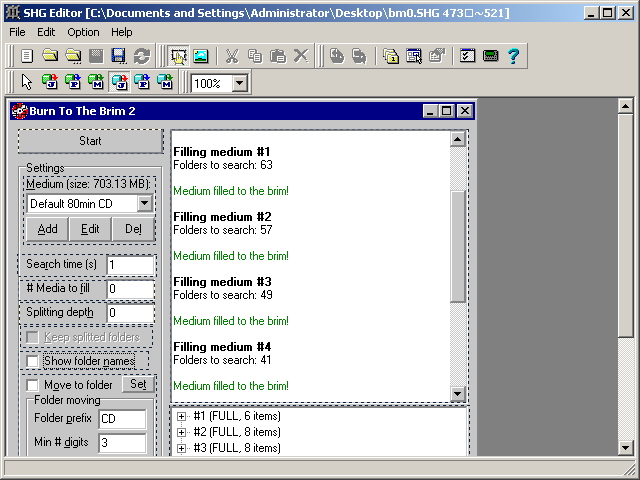 SHG Editor [C:\Documents and Settings\Administrator\Desktop\bm0.SHG 473□~521]
File Edit Option Help
J P M J P M 100%
Burn To The Brim 2
Start
Settings
Medium (size: 703.13 MB):
Default 80min CD
Add Edit Del
Search time (s) 1
# Media to fill 0
Splitting depth 0
Keep splitted folders
Show folder names
Move to folder Set
Folder moving
Folder prefix CD
Min # digits 3
Filling medium #1
Folders to search: 63
Medium filled to the brim!
Filling medium #2
Folders to search: 57
Medium filled to the brim!
Filling medium #3
Folders to search: 49
Medium filled to the brim!
Filling medium #4
Folders to search: 41
Medium filled to the brim!
#1 (FULL, 6 items)
#2 (FULL, 8 items)
#3 (FULL, 8 items)